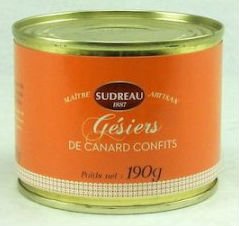 MAÎTRE ARTISAN
SUDREAU
1887
Gésiers
DE CANARD CONFITS
Poids net : 190g